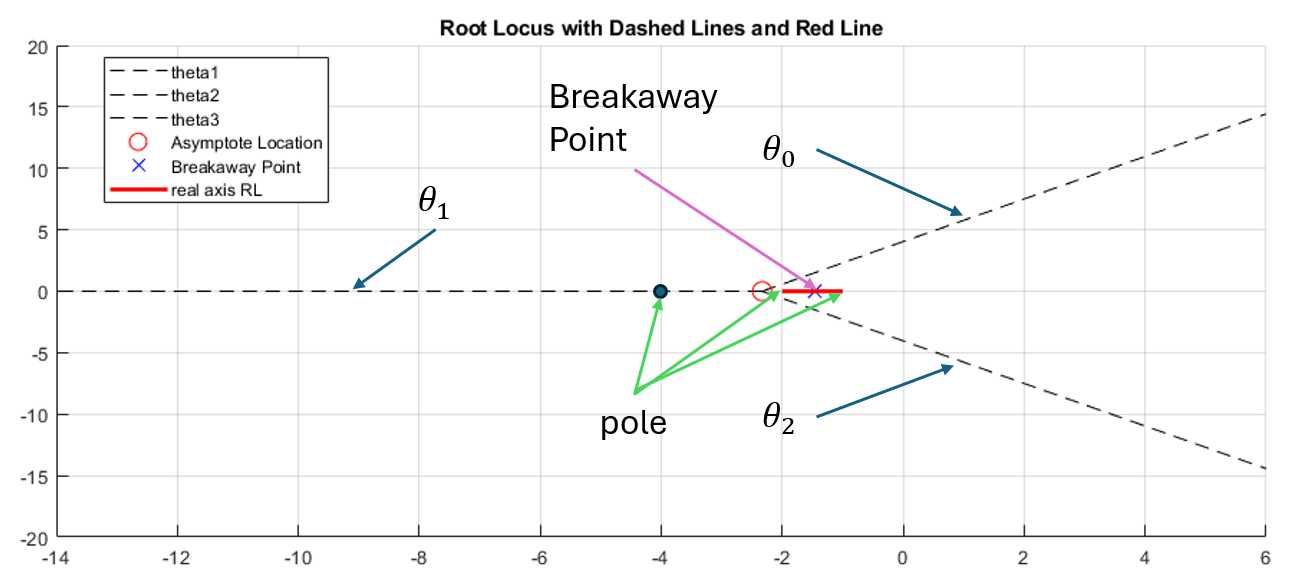 Root Locus with Dashed Lines and Red Line
20
15
10
5
0
-5
-10
-15
-20
-14
-12
-10
-8
-6
-4
-2
0
2
4
6
theta1
theta2
theta3
Asymptote Location
Breakaway Point
real axis RL
Breakaway
Point
θ0
θ1
θ2
pole